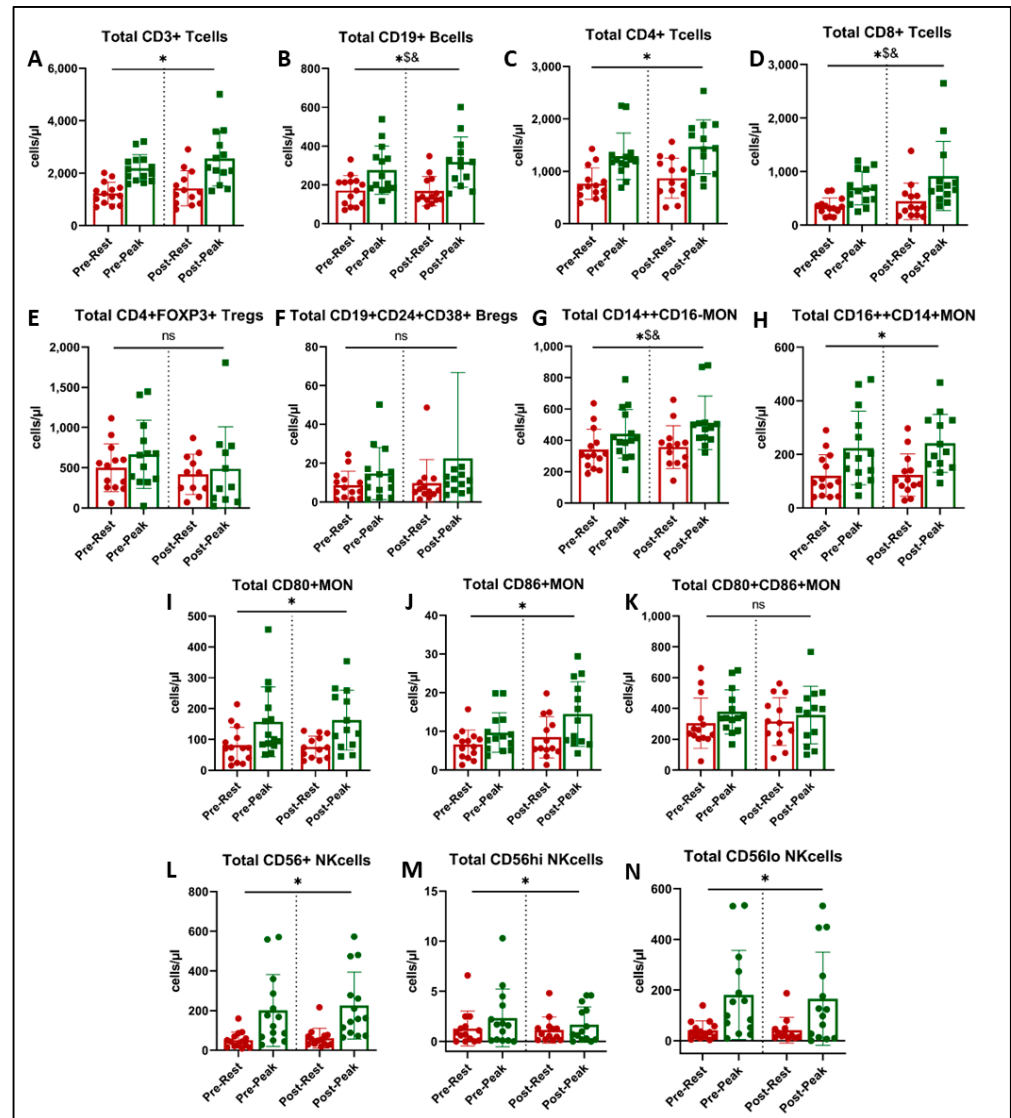 A Total CD3+ Tcells
*
cells/µl
6,000
4,000
2,000
0
Pre-Rest
Pre-Peak
Post-Rest
Post-Peak
B Total CD19+ Bcells
*$&
cells/µl
800
600
400
200
0
Pre-Rest
Pre-Peak
Post-Rest
Post-Peak
C Total CD4+ Tcells
*
cells/µl
3,000
2,000
1,000
0
Pre-Rest
Pre-Peak
Post-Rest
Post-Peak
D Total CD8+ Tcells
*$&
cells/µl
3,000
2,000
1,000
0
Pre-Rest
Pre-Peak
Post-Rest
Post-Peak
E Total CD4+FOXP3+ Tregs
ns
cells/µl
2,000
1,500
1,000
500
0
Pre-Rest
Pre-Peak
Post-Rest
Post-Peak
F Total CD19+CD24+CD38+ Bregs
ns
cells/µl
80
60
40
20
0
Pre-Rest
Pre-Peak
Post-Rest
Post-Peak
G Total CD14++CD16-MON
*$&
cells/µl
1,000
800
600
400
200
0
Pre-Rest
Pre-Peak
Post-Rest
Post-Peak
H Total CD16++CD14+MON
*
cells/µl
600
400
200
0
Pre-Rest
Pre-Peak
Post-Rest
Post-Peak
I Total CD80+MON
*
cells/µl
500
400
300
200
100
0
Pre-Rest
Pre-Peak
Post-Rest
Post-Peak
J Total CD86+MON
*
cells/µl
40
30
20
10
0
Pre-Rest
Pre-Peak
Post-Rest
Post-Peak
K Total CD80+CD86+MON
ns
cells/µl
1,000
800
600
400
200
0
Pre-Rest
Pre-Peak
Post-Rest
Post-Peak
L Total CD56+ NKcells
*
cells/µl
800
600
400
200
0
Pre-Rest
Pre-Peak
Post-Rest
Post-Peak
M Total CD56hi NKcells
*
cells/µl
15
10
5
0
Pre-Rest
Pre-Peak
Post-Rest
Post-Peak
N Total CD56lo NKcells
*
cells/µl
600
400
200
0
Pre-Rest
Pre-Peak
Post-Rest
Post-Peak